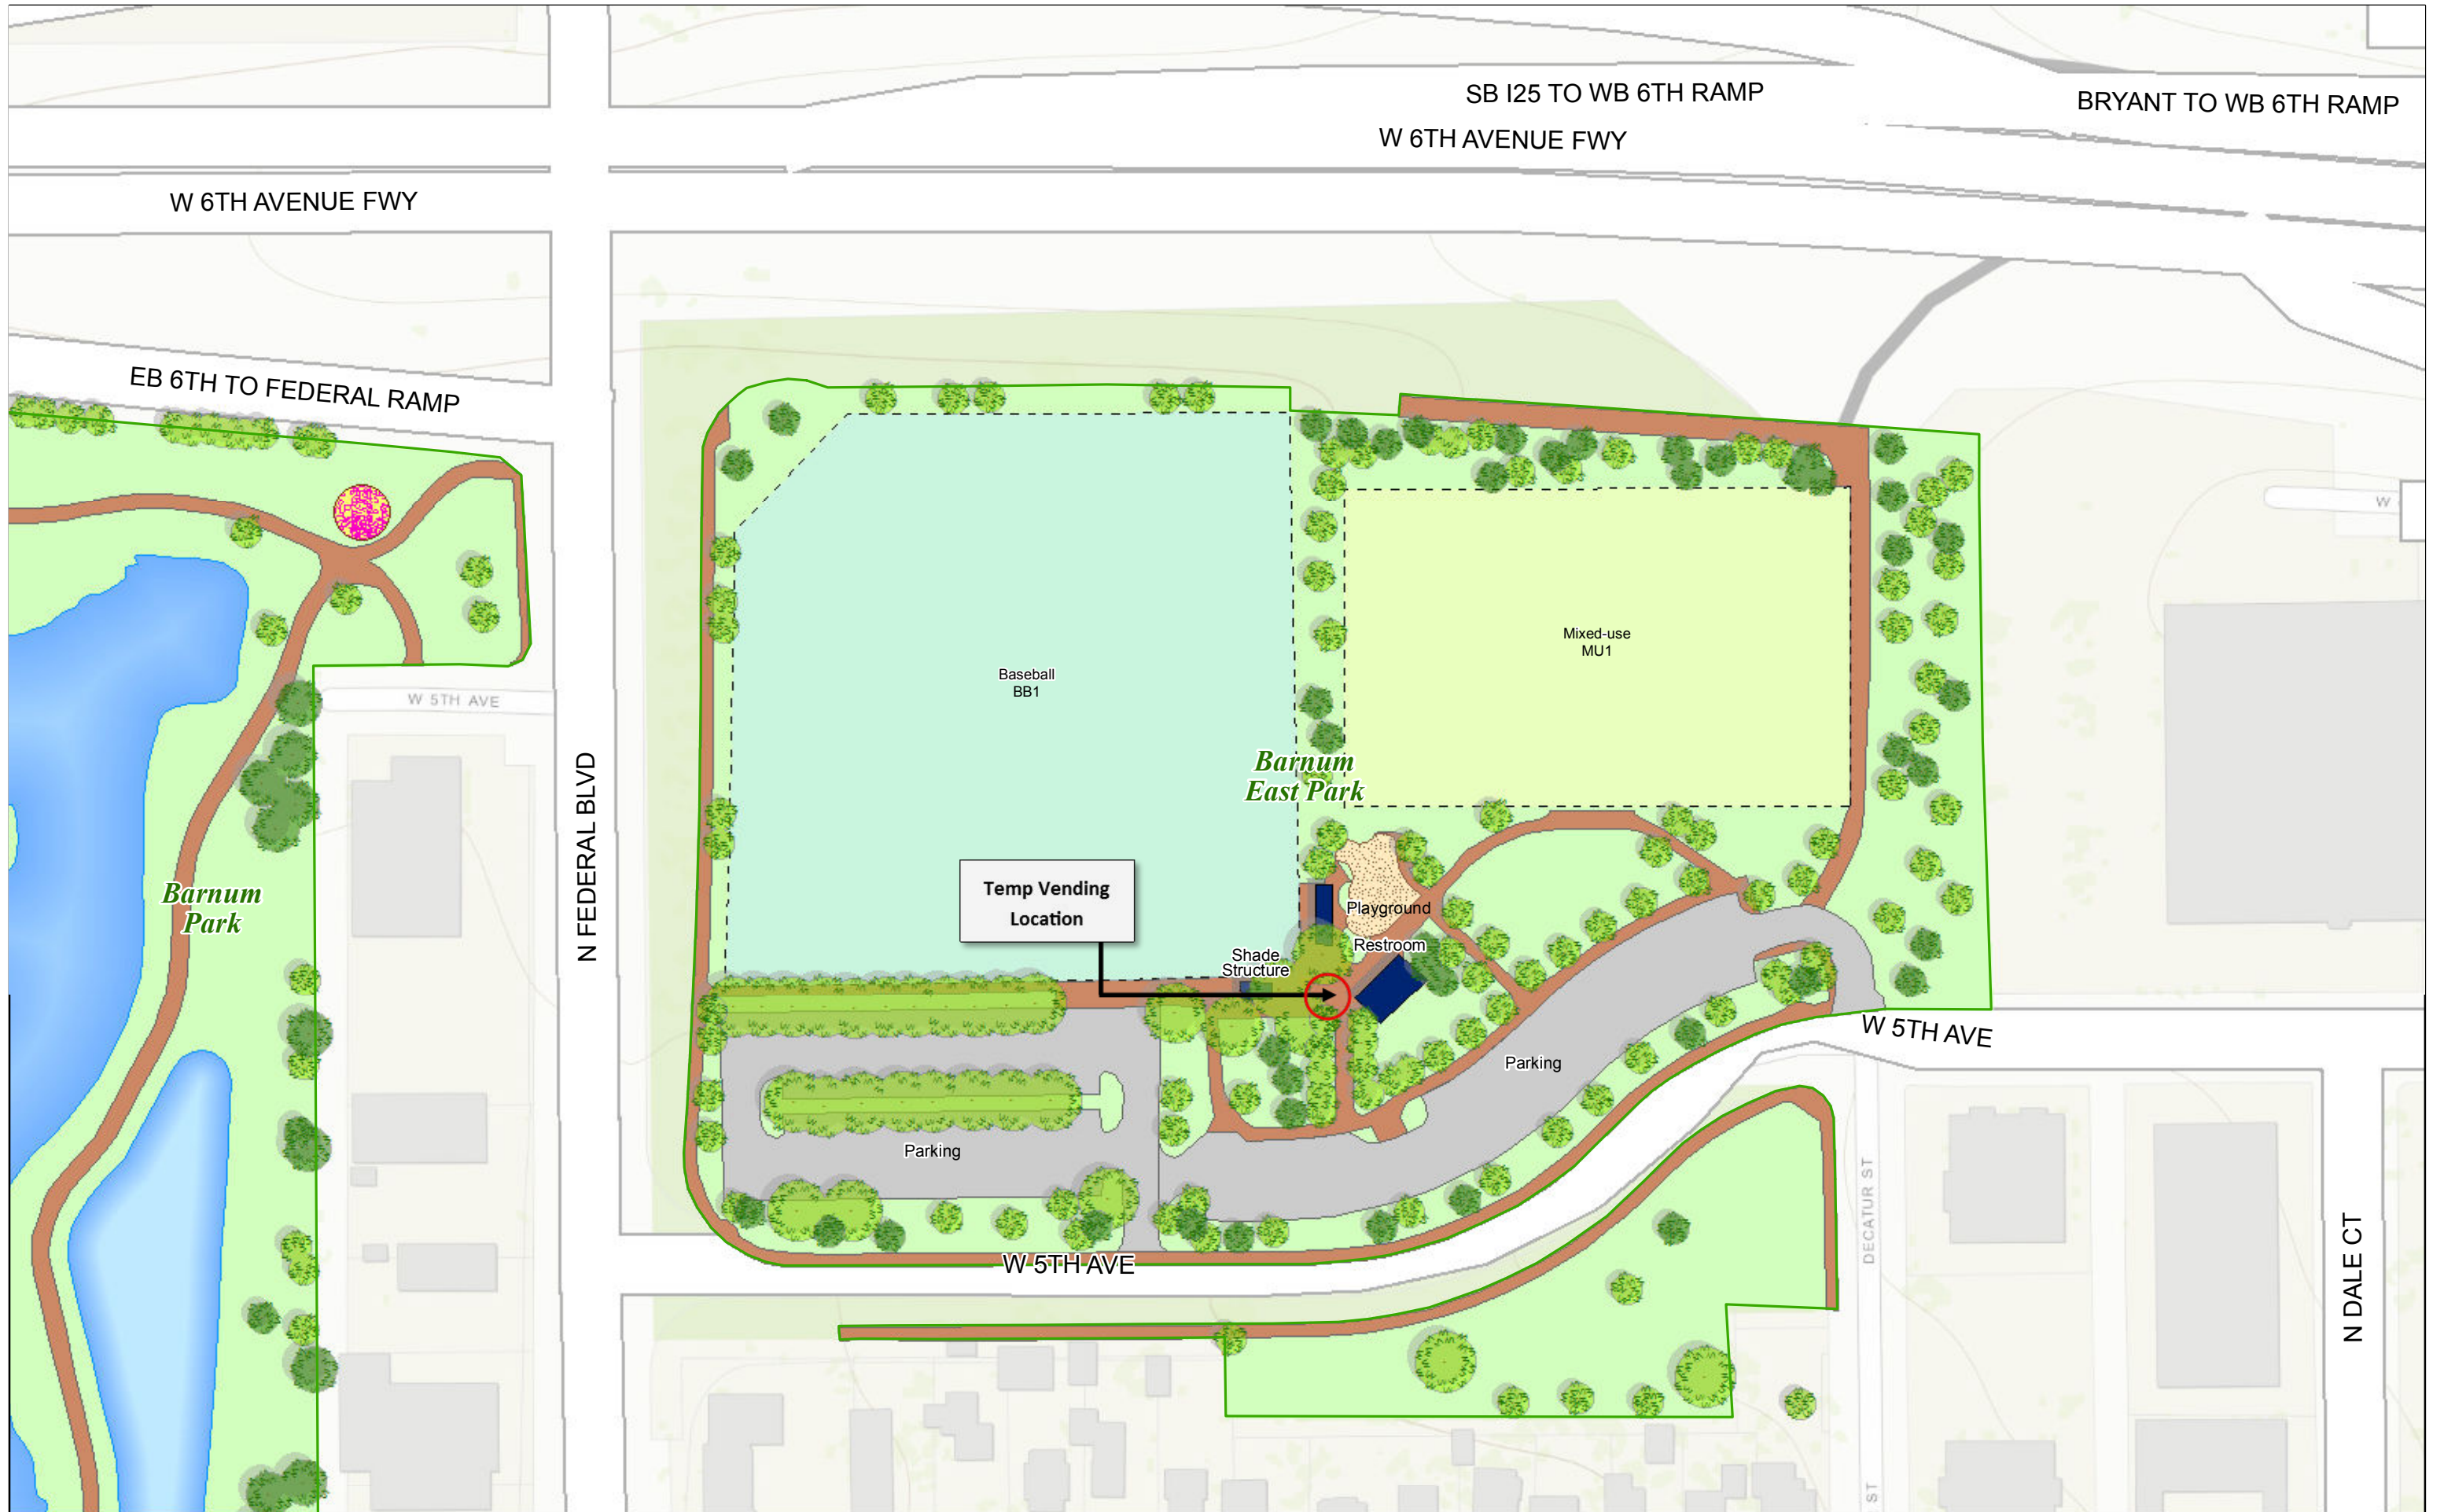 SB I25 TO WB 6TH RAMP
BRYANT TO WB 6TH RAMP
W 6TH AVENUE FWY
W 6TH AVENUE FWY
EB 6TH TO FEDERAL RAMP
W
Mixed-use
MU1
Baseball
BB1
W 5TH AVE
N FEDERAL BLVD
Barnum
East Park
Barnum
Park
Temp Vending
Location
Playground
Restroom
Shade
Structure
W 5TH AVE
Parking
Parking
DECATUR ST
N DALE CT
W 5TH AVE
ST